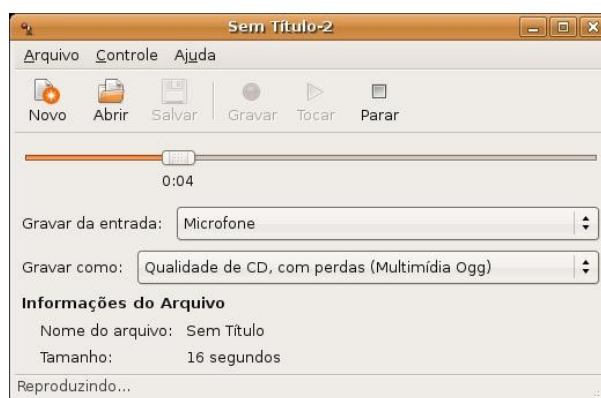 Sem Título-2
Arquivo Controle Ajuda
Novo Abrir Salvar Gravar Tocar Parar
0:04
Gravar da entrada: Microfone
Gravar como: Qualidade de CD, com perdas (Multimídia Ogg)
Informações do Arquivo
Nome do arquivo: Sem Título
Tamanho: 16 segundos
Reproduzindo...